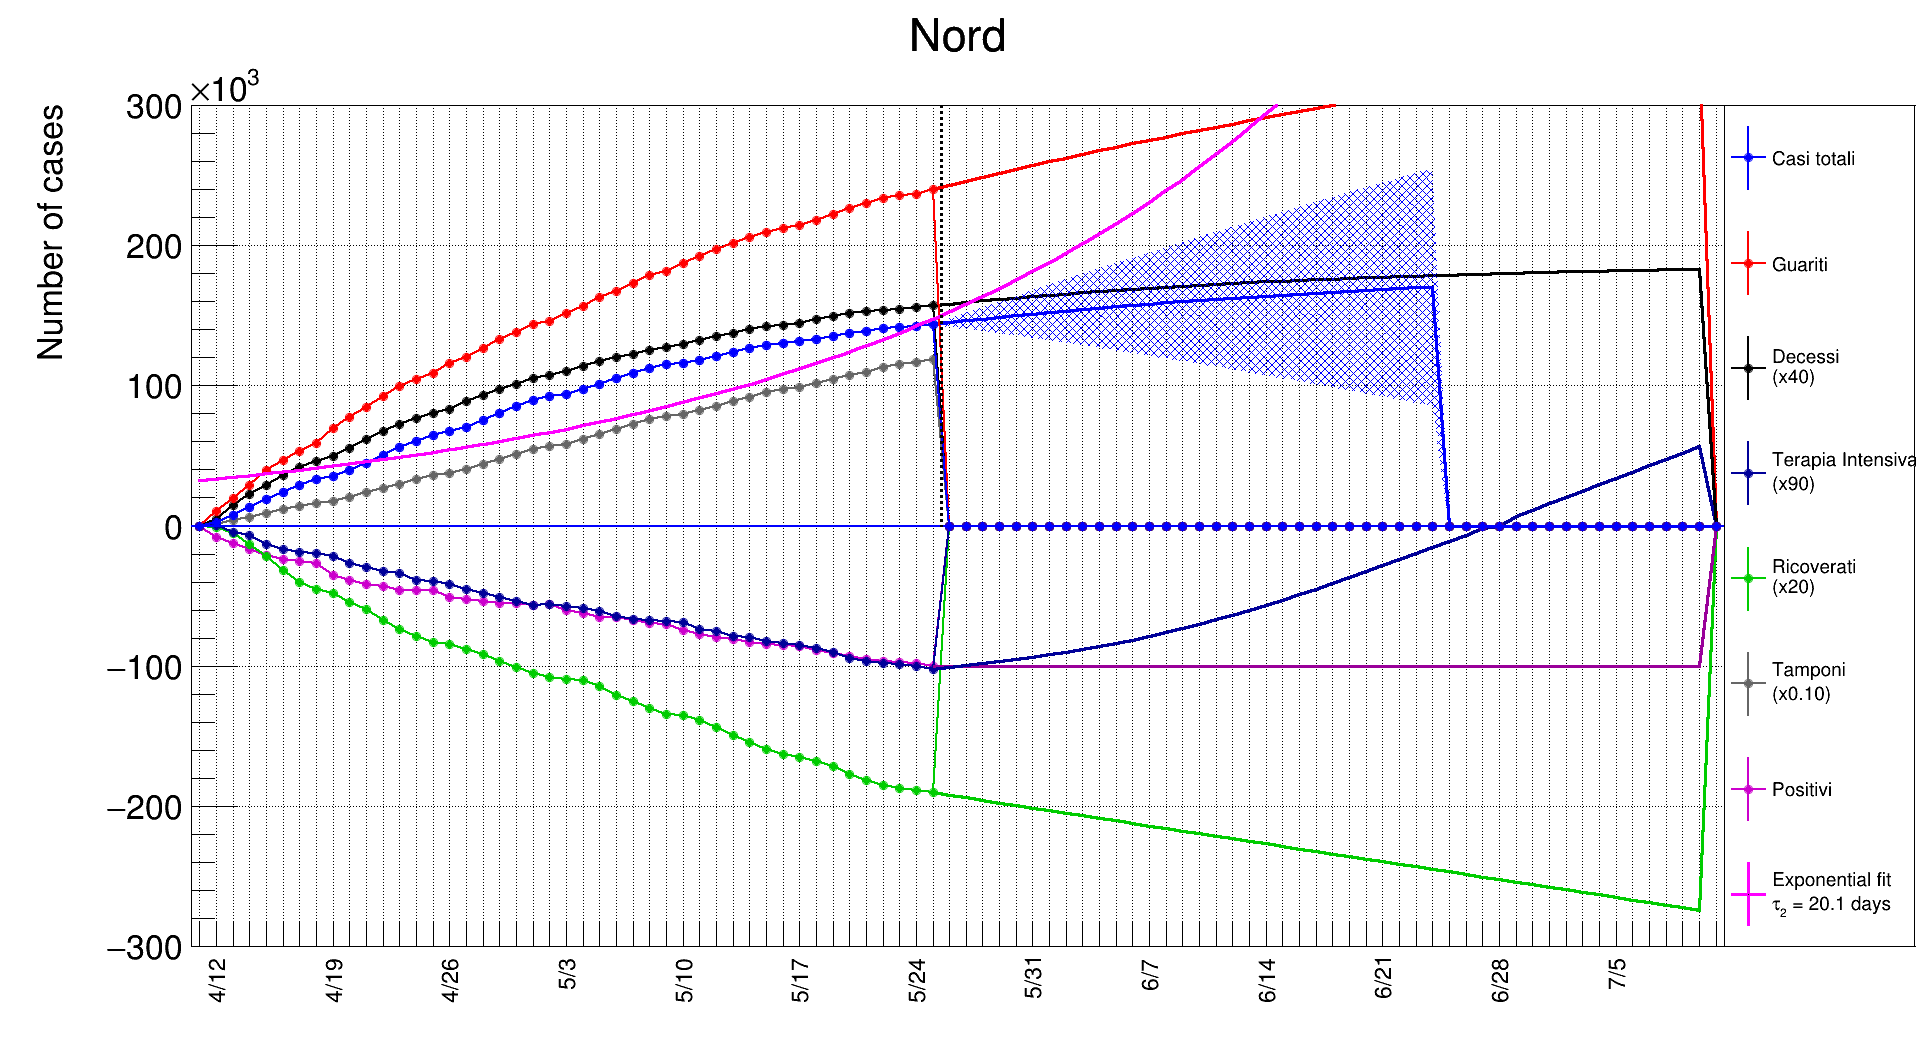 Nord
×10³
Number of cases
300
200
100
0
−100
−200
−300
4/12
4/19
4/26
5/3
5/10
5/17
5/24
5/31
6/7
6/14
6/21
6/28
7/5
Casi totali
Guariti
Decessi
(x40)
Terapia Intensiva
(x90)
Ricoverati
(x20)
Tamponi
(x0.10)
Positivi
Exponential fit
τ₂ = 20.1 days